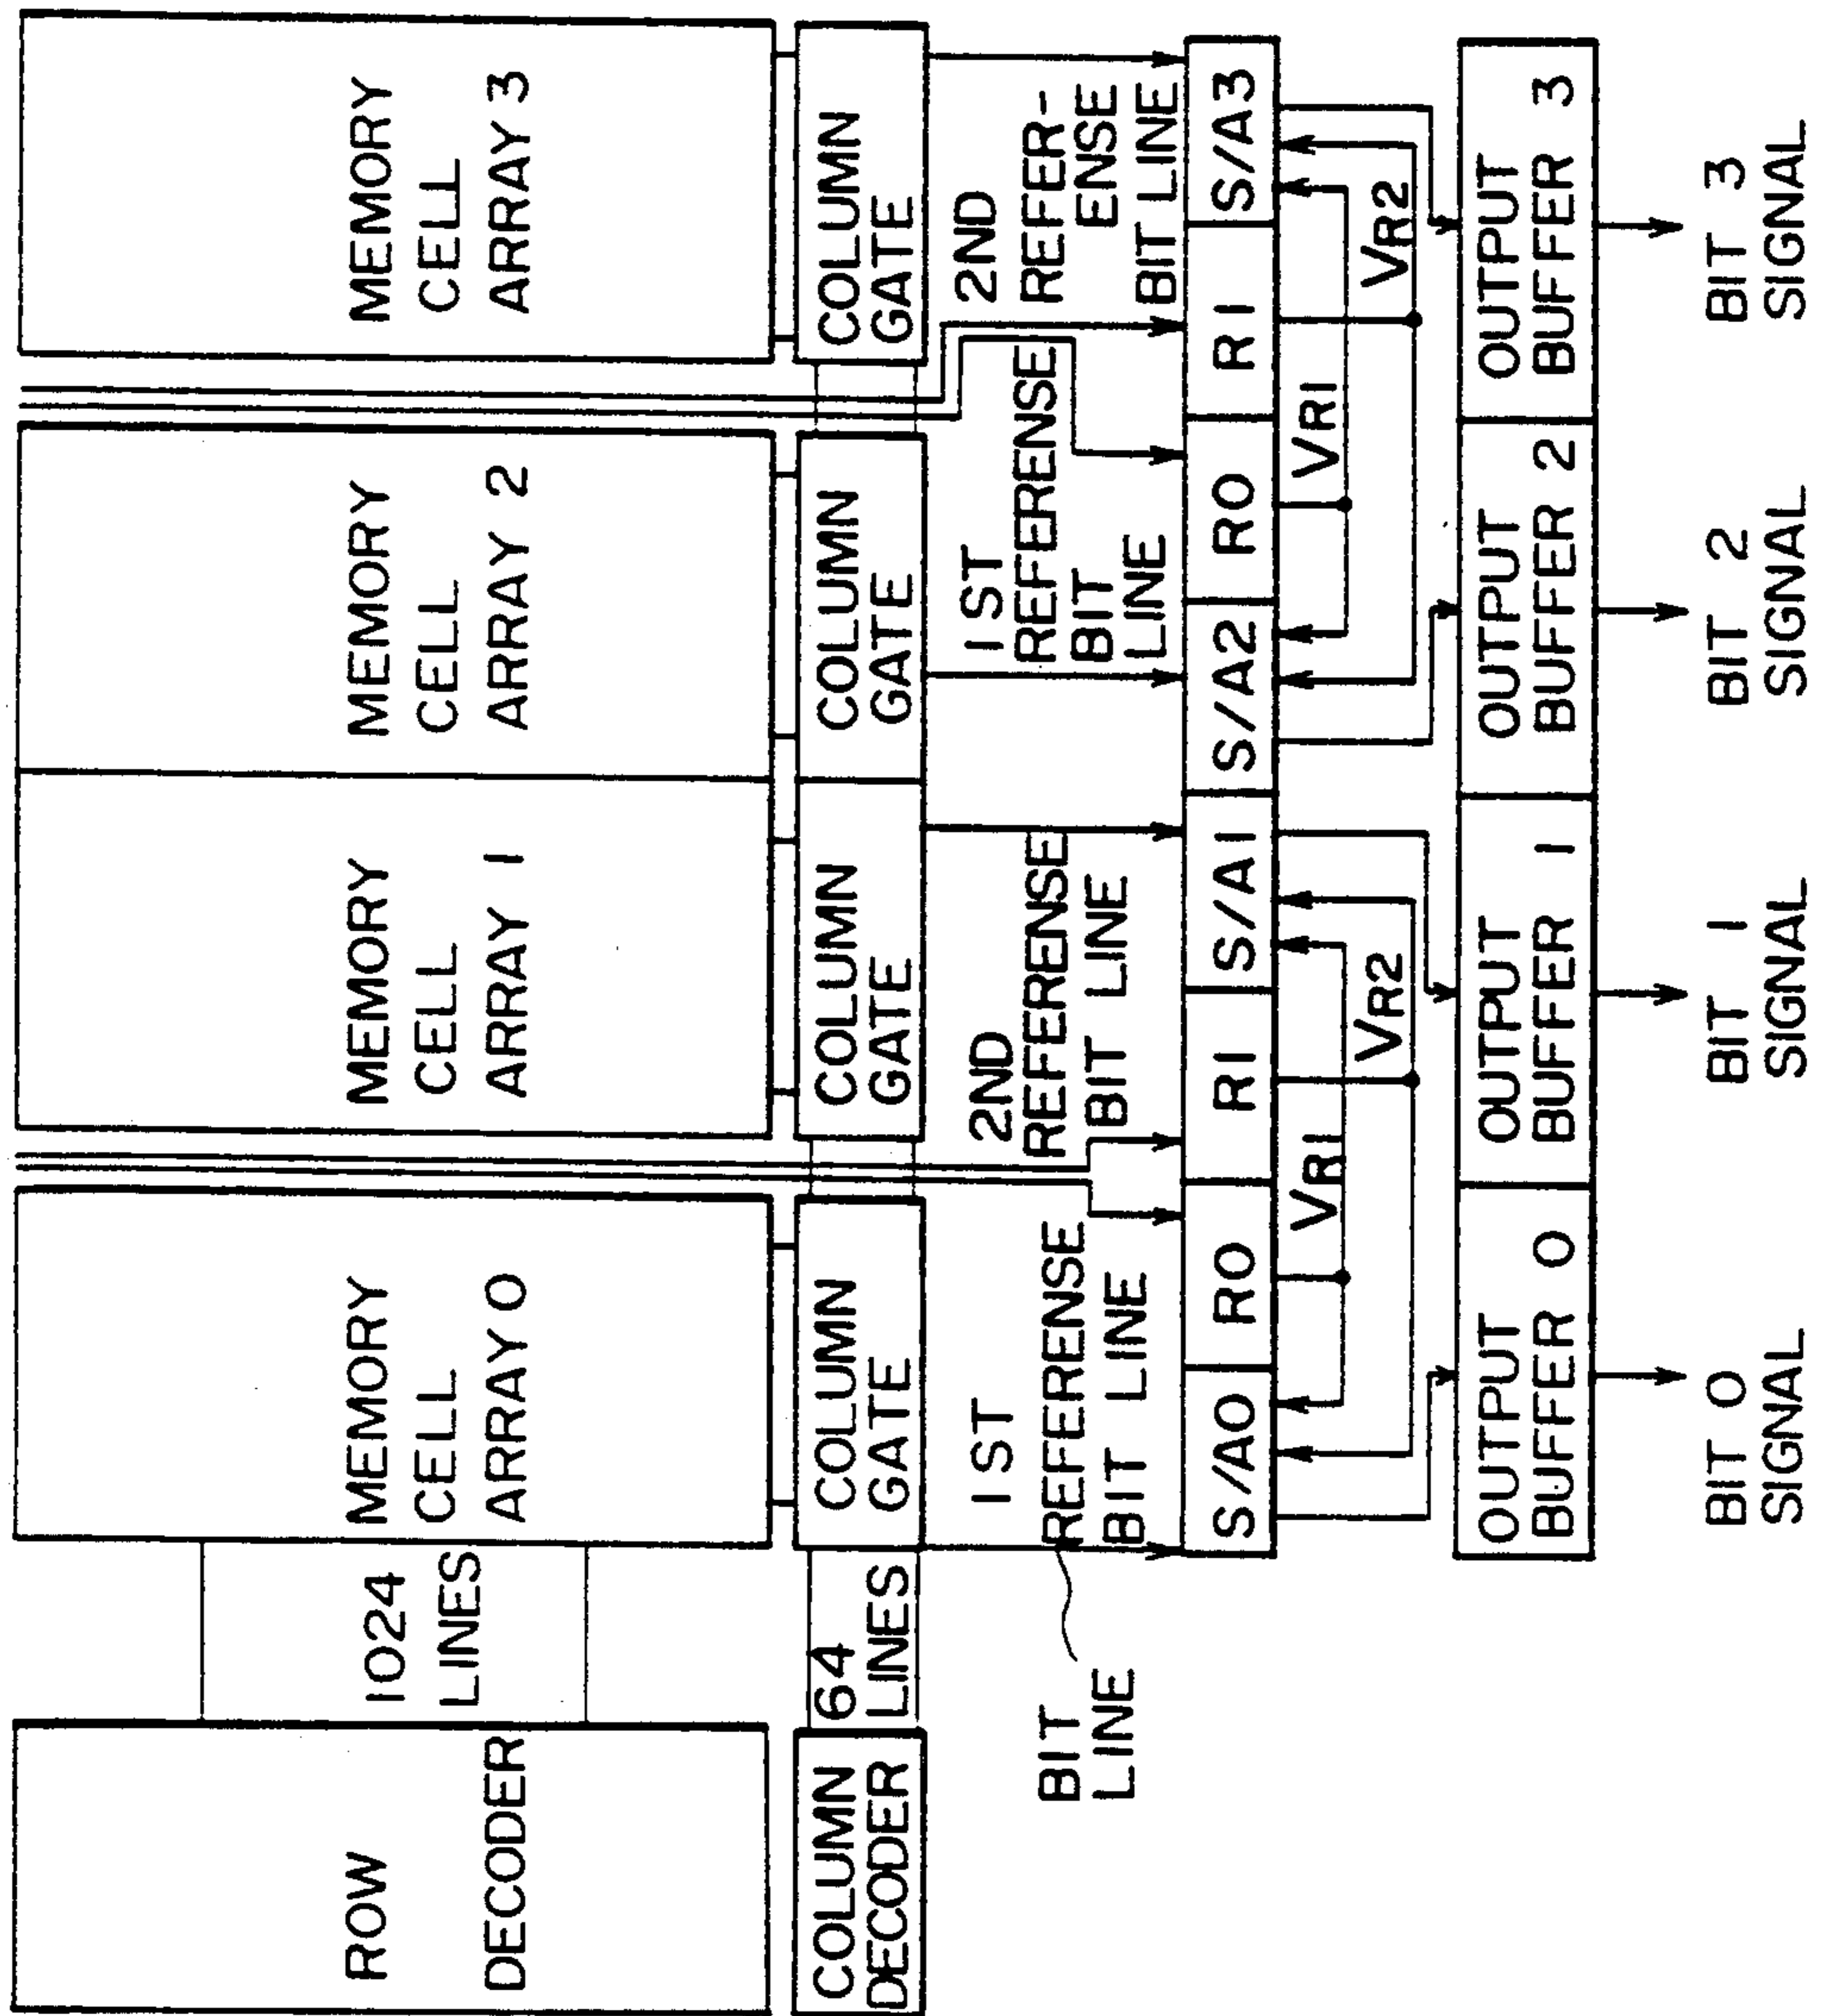 ROW
DECODER
1024
LINES
MEMORY
CELL
ARRAY 0
MEMORY
CELL
ARRAY 1
MEMORY
CELL
ARRAY 2
MEMORY
CELL
ARRAY 3
COLUMN
DECODER
64
LINES
COLUMN
GATE
COLUMN
GATE
COLUMN
GATE
COLUMN
GATE
BIT
LINE
1ST
REFERENSE
BIT LINE
2ND
REFERENSE
BIT LINE
1ST
REFERENSE
BIT
LINE
2ND
REFER-
ENSE
BIT LINE
S/A0
R0
R1
S/A1
S/A2
R0
R1
S/A3
VR1
VR2
VR1
VR2
OUTPUT
BUFFER 0
OUTPUT
BUFFER 1
OUTPUT
BUFFER 2
OUTPUT
BUFFER 3
BIT 0
SIGNAL
BIT 1
SIGNAL
BIT 2
SIGNAL
BIT 3
SIGNAL